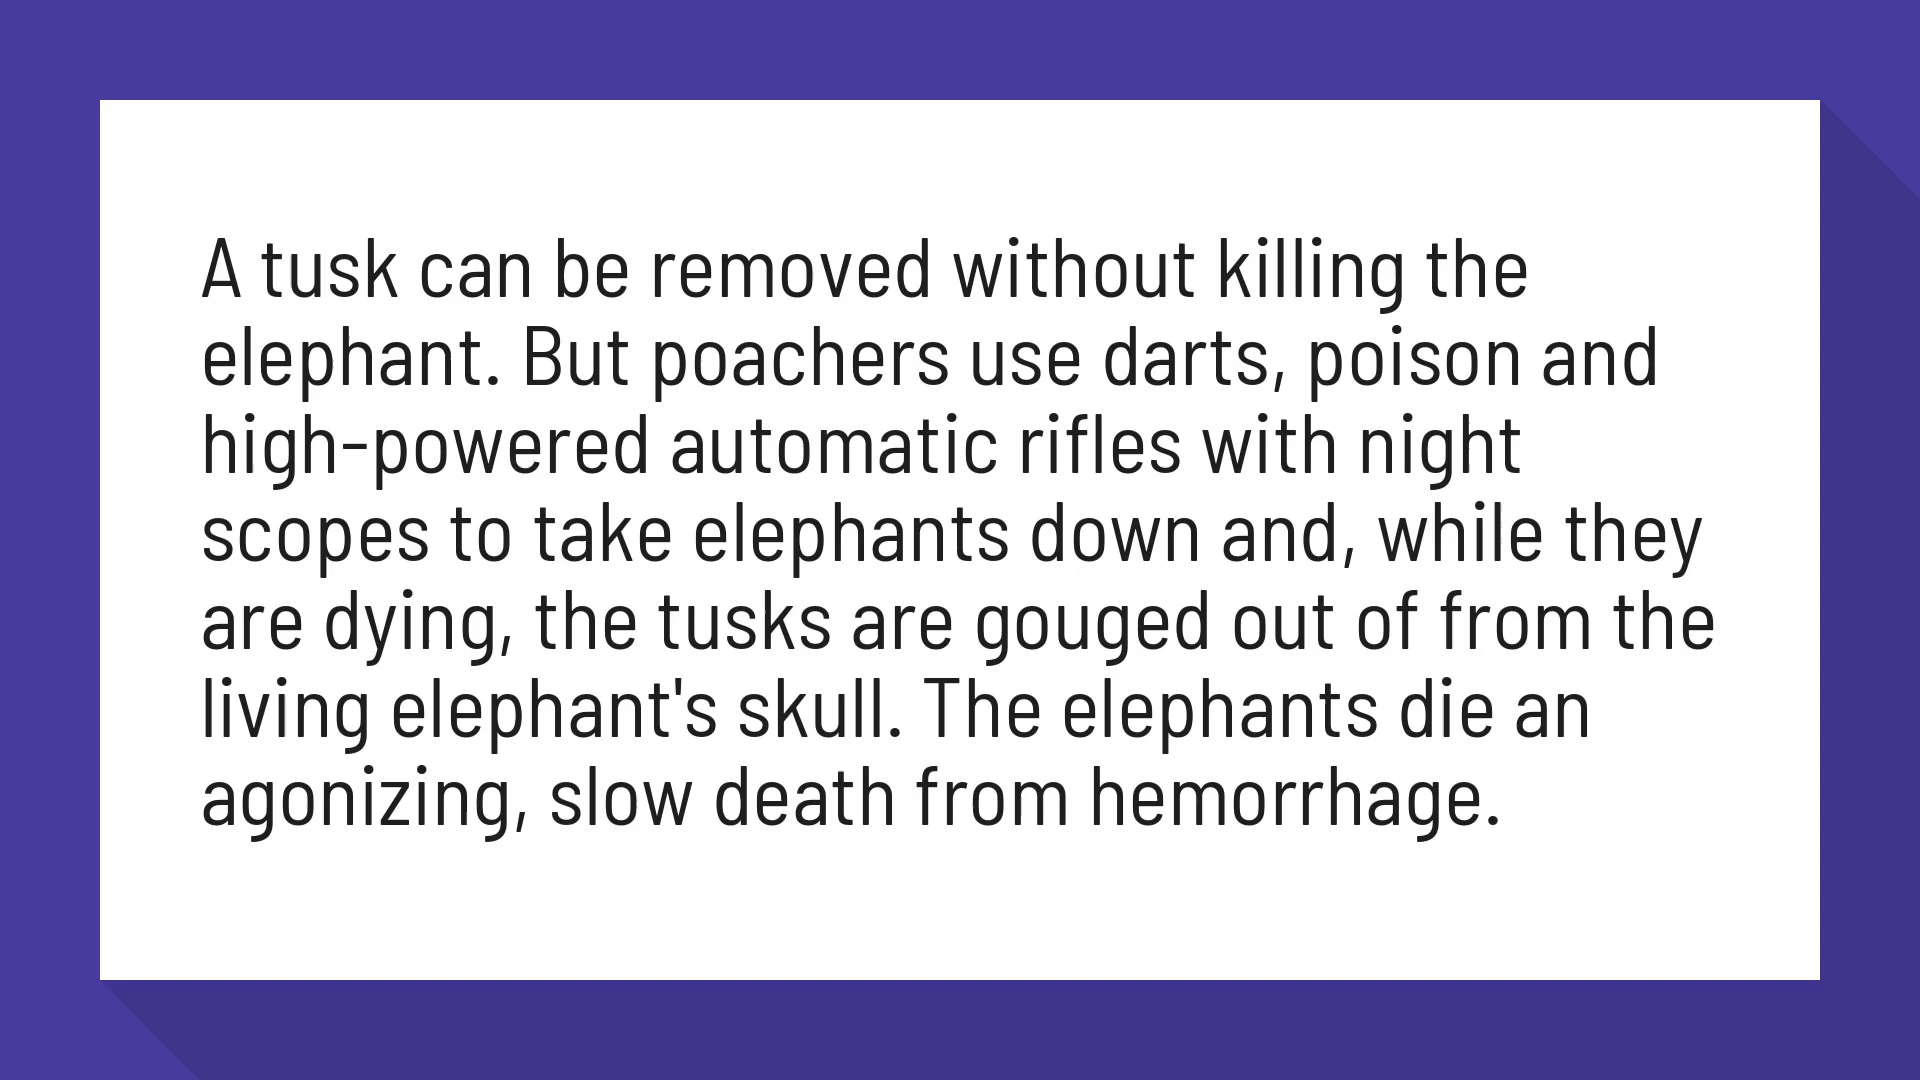 A tusk can be removed without killing the
elephant. But poachers use darts, poison and
high-powered automatic rifles with night
scopes to take elephants down and, while they
are dying, the tusks are gouged out of from the
living elephant's skull. The elephants die an
agonizing, slow death from hemorrhage.